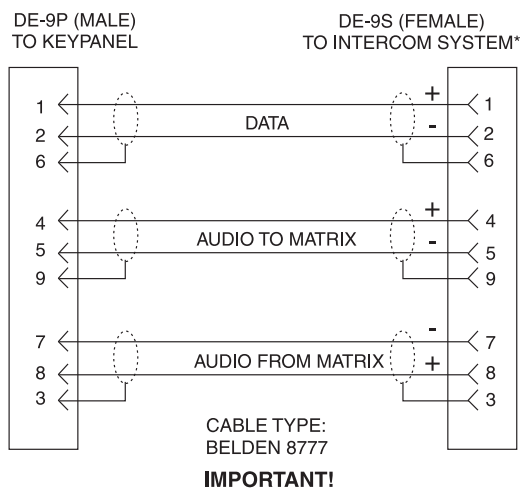 DE-9P (MALE)
TO KEYPANEL
DE-9S (FEMALE)
TO INTERCOM SYSTEM*
1 + 1
DATA
2 - 2
6 6
4 + 4
AUDIO TO MATRIX
5 - 5
9 9
7 - 7
AUDIO FROM MATRIX
8 + 8
3 3
CABLE TYPE:
BELDEN 8777
IMPORTANT!